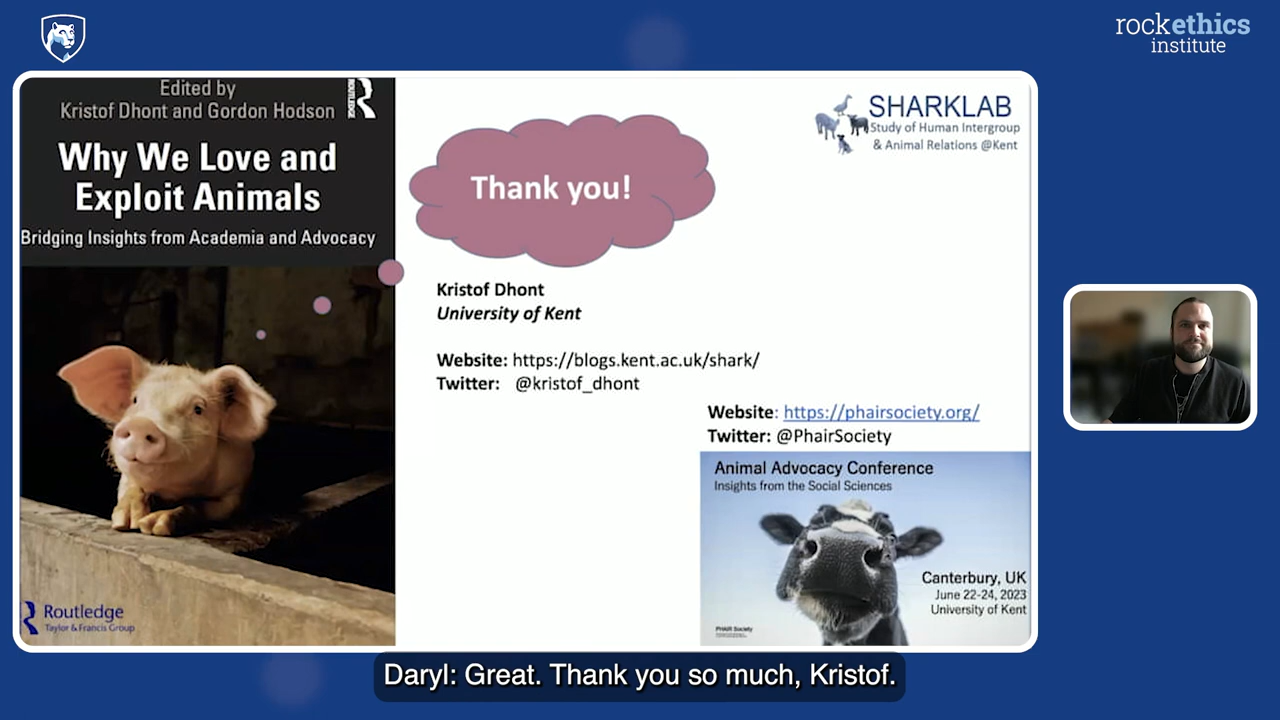 rockethics
institute
Edited by
Kristof Dhont and Gordon Hodson
ROUTLEDGE
Why We Love and
Exploit Animals
Bridging Insights from Academia and Advocacy
Routledge
Taylor & Francis Group
Thank you!
SHARKLAB
Study of Human Intergroup
& Animal Relations @Kent
Kristof Dhont
University of Kent
Website: https://blogs.kent.ac.uk/shark/
Twitter: @kristof_dhont
Website: https://phairsociety.org/
Twitter: @PhairSociety
Animal Advocacy Conference
Insights from the Social Sciences
Canterbury, UK
June 22-24, 2023
University of Kent
PHAIR Society
Daryl: Great. Thank you so much, Kristof.